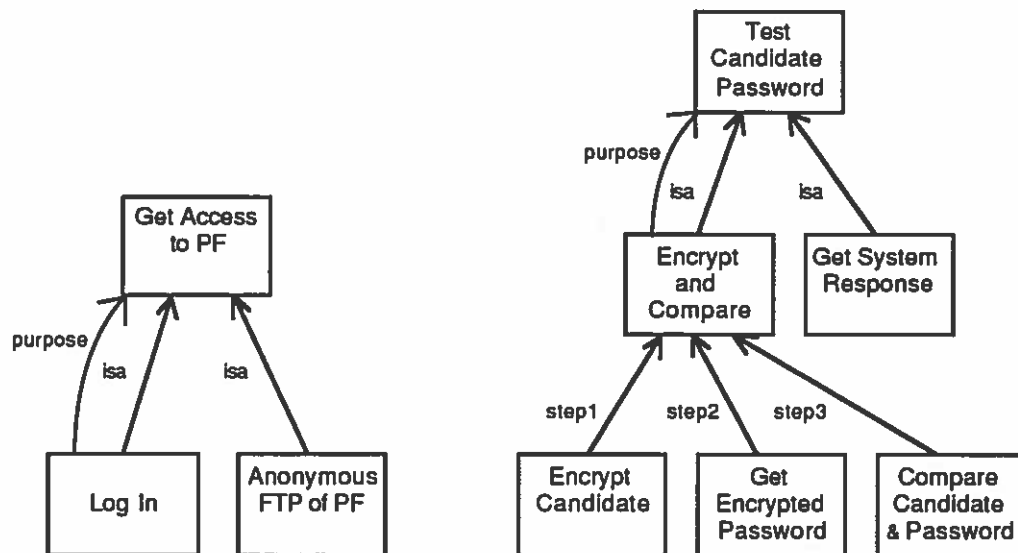 Get Access
to PF
purpose
isa
isa
Log In
Anonymous
FTP of PF
Test
Candidate
Password
purpose
isa
isa
Encrypt
and
Compare
Get System
Response
step1
step2
step3
Encrypt
Candidate
Get
Encrypted
Password
Compare
Candidate
& Password